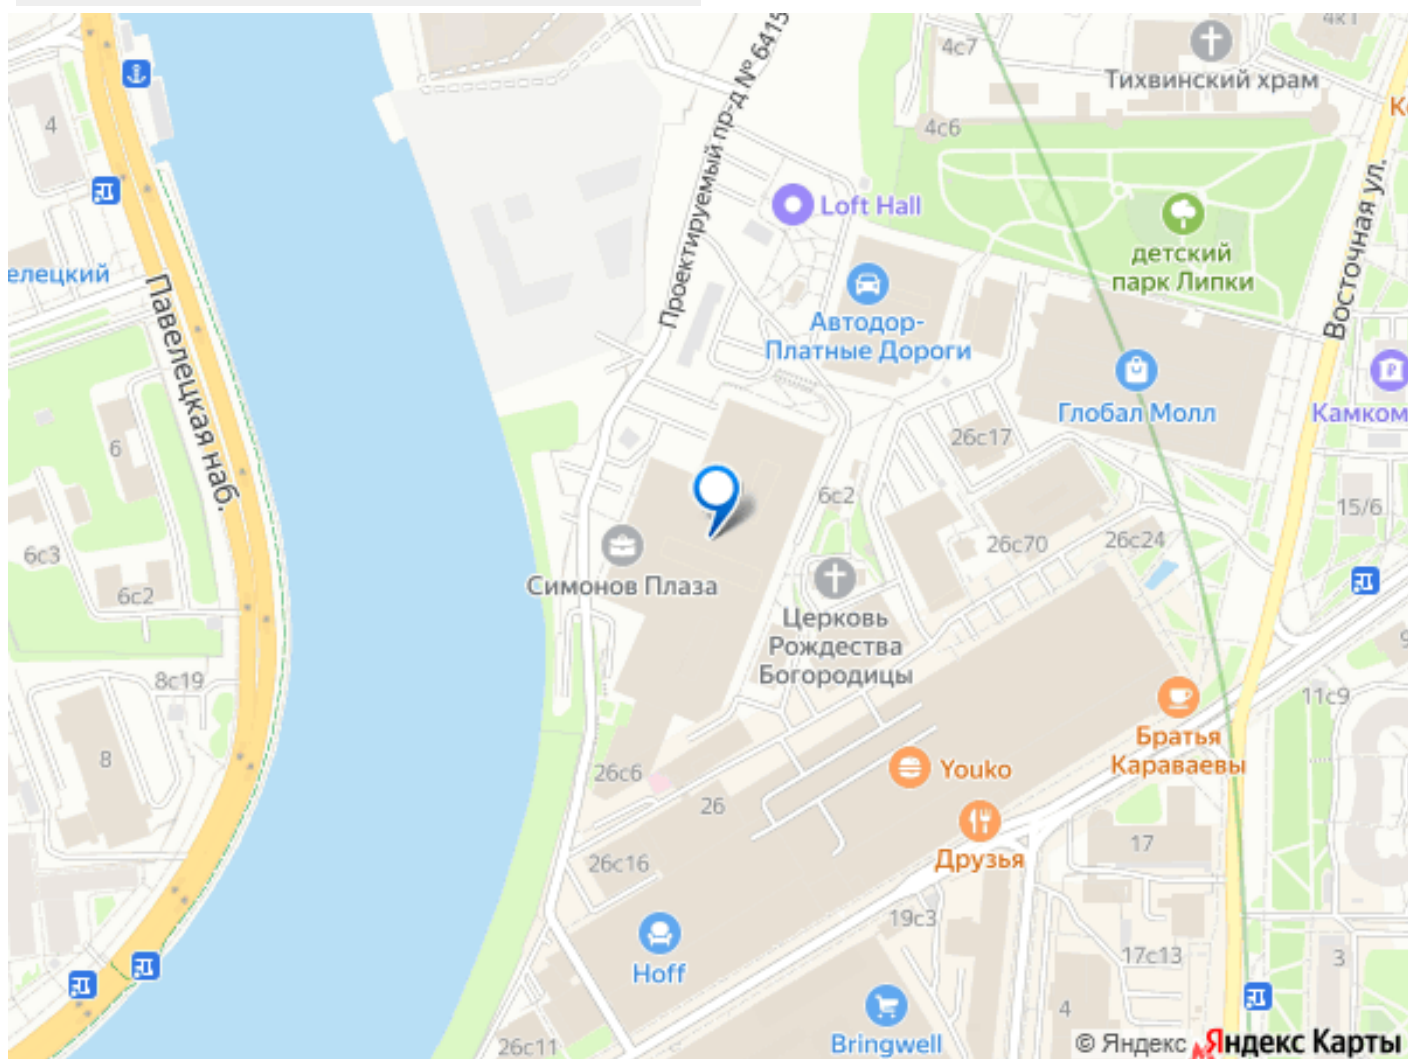 4к1
4с7
Тихвинский храм
4
4с6
Проектируемый пр-д № 6415
Восточная ул.
Loft Hall
детский
парк Липки
Павелецкая наб.
Автодор-
Платные Дороги
Глобал Молл
26с17
6
6с2
15/6
6с3
26с70
26с24
Симонов Плаза
6с2
Церковь
Рождества
Богородицы
8с19
11с9
Братья
Караваевы
8
26с6
Youko
26
Друзья
17
26с16
19с3
Hoff
17с13
3
4
26с11
Bringwell
© Яндекс
Яндекс Карты